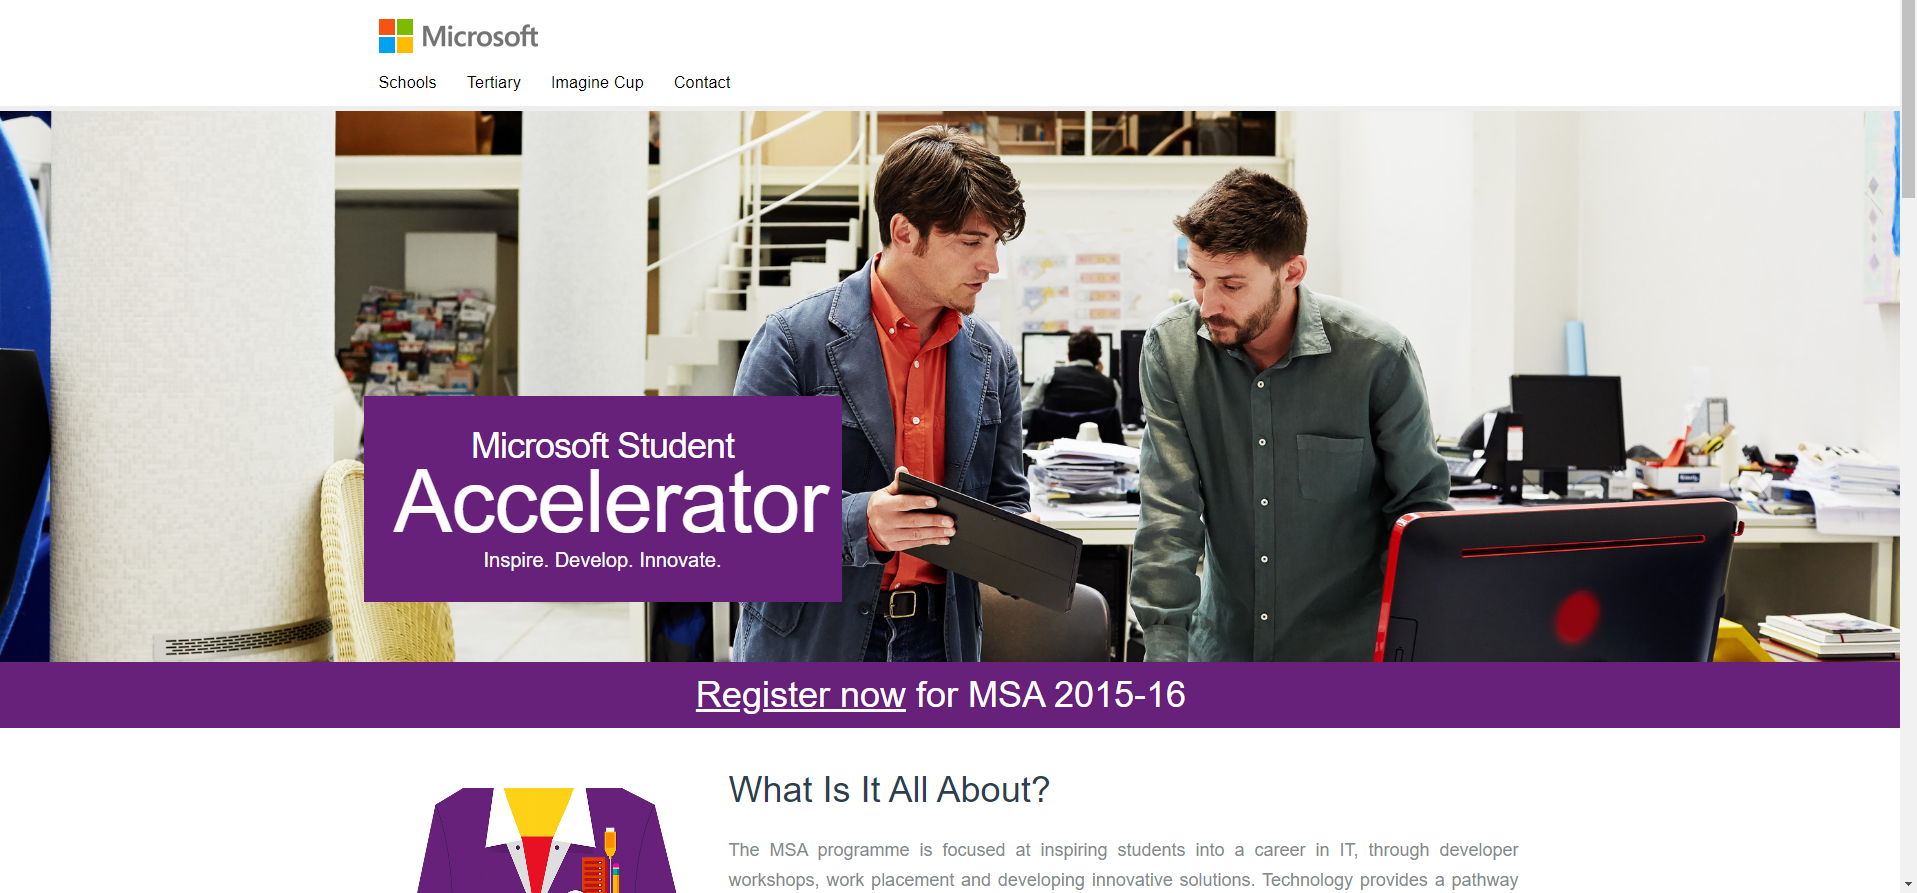 Microsoft
Schools Tertiary Imagine Cup Contact
Microsoft Student
Accelerator
Inspire. Develop. Innovate.
Register now for MSA 2015-16
What Is It All About?
The MSA programme is focused at inspiring students into a career in IT, through developer
workshops, work placement and developing innovative solutions. Technology provides a pathway